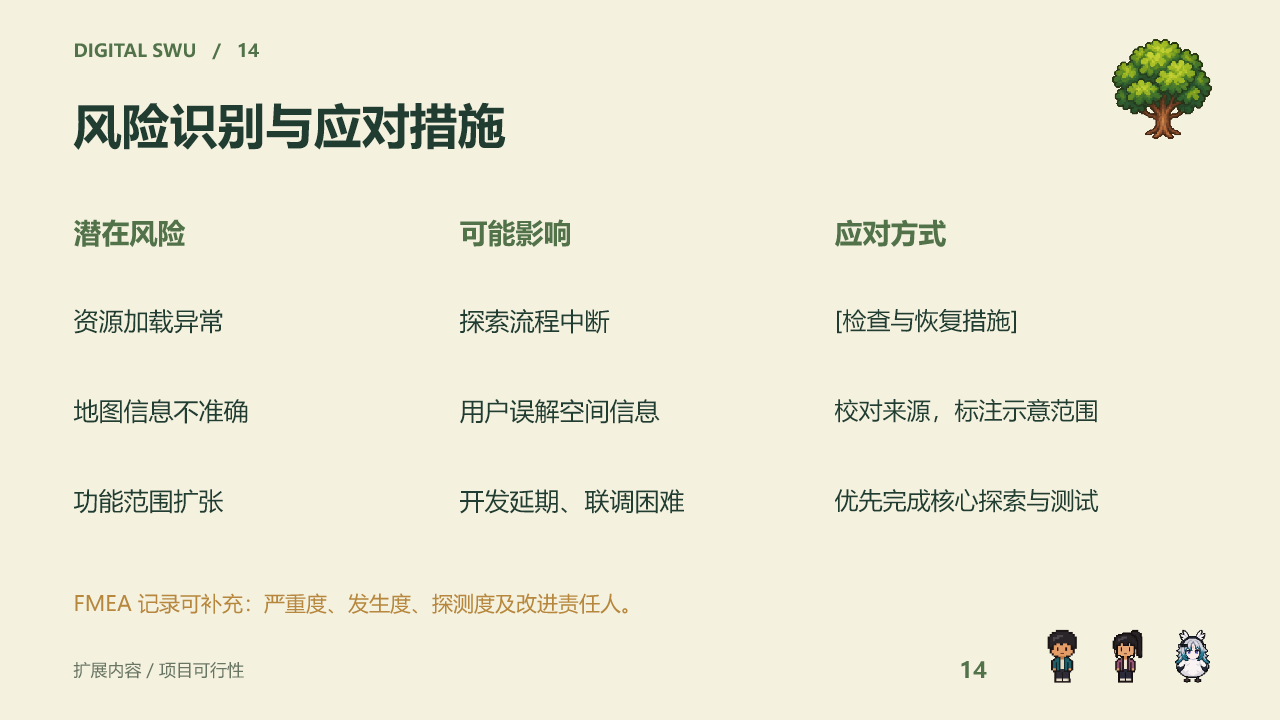 DIGITAL SWU / 14
风险识别与应对措施
潜在风险 可能影响 应对方式
资源加载异常 探索流程中断 [检查与恢复措施]
地图信息不准确 用户误解空间信息 校对来源，标注示意范围
功能范围扩张 开发延期、联调困难 优先完成核心探索与测试
FMEA 记录可补充：严重度、发生度、探测度及改进责任人。
扩展内容 / 项目可行性 14